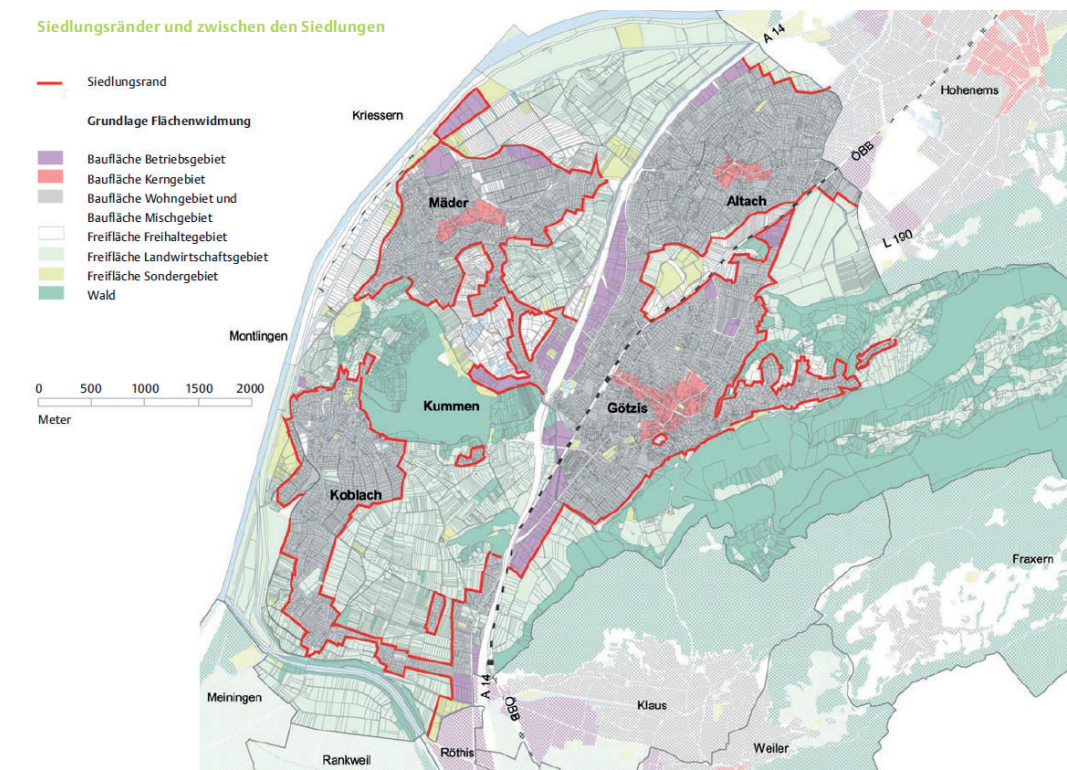 Siedlungsränder und zwischen den Siedlungen
Siedlungsrand
Grundlage Flächenwidmung
Baufläche Betriebsgebiet
Baufläche Kerngebiet
Baufläche Wohngebiet und
Baufläche Mischgebiet
Freifläche Freihaltegebiet
Freifläche Landwirtschaftsgebiet
Freifläche Sondergebiet
Wald
0 500 1000 1500 2000
Meter
A 14
Hohenems
Kriessern
ÖBB
Mäder
Altach
L 190
Montlingen
Kummen
Götzis
Koblach
Fraxern
Meiningen
A 14
ÖBB
Klaus
Weiler
Röthis
Rankweil